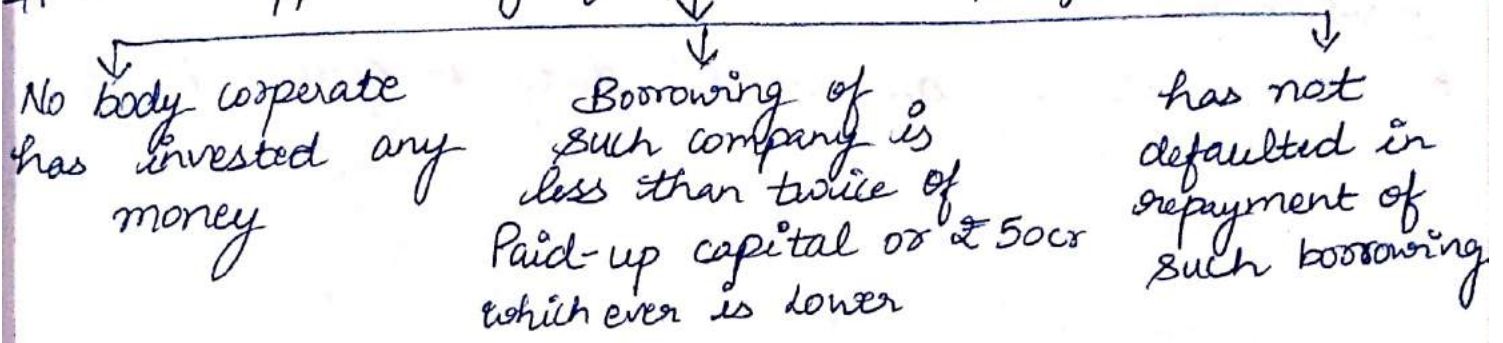 No body corperate
has invested any
money
Borrowing of
such company is
less than twice of
Paid-up capital or ₹ 50cr
which ever is Lower
has not
defaulted in
repayment of
such borrowing